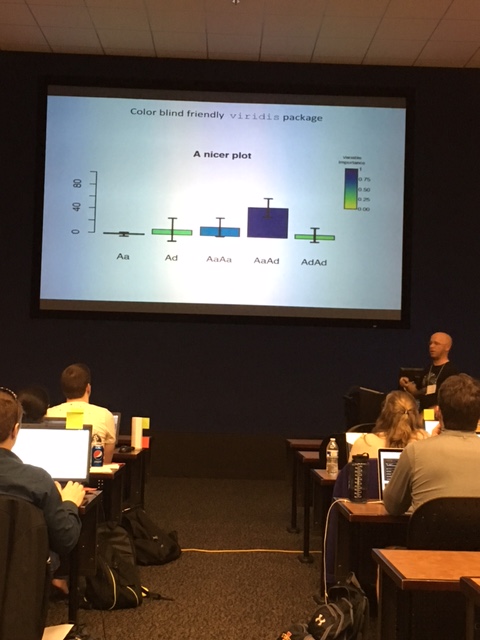 Color blind friendly viridis package
A nicer plot
variable
importance
1
0.75
0.50
0.25
0.00
80
40
0
Aa
Ad
AaAa
AaAd
AdAd